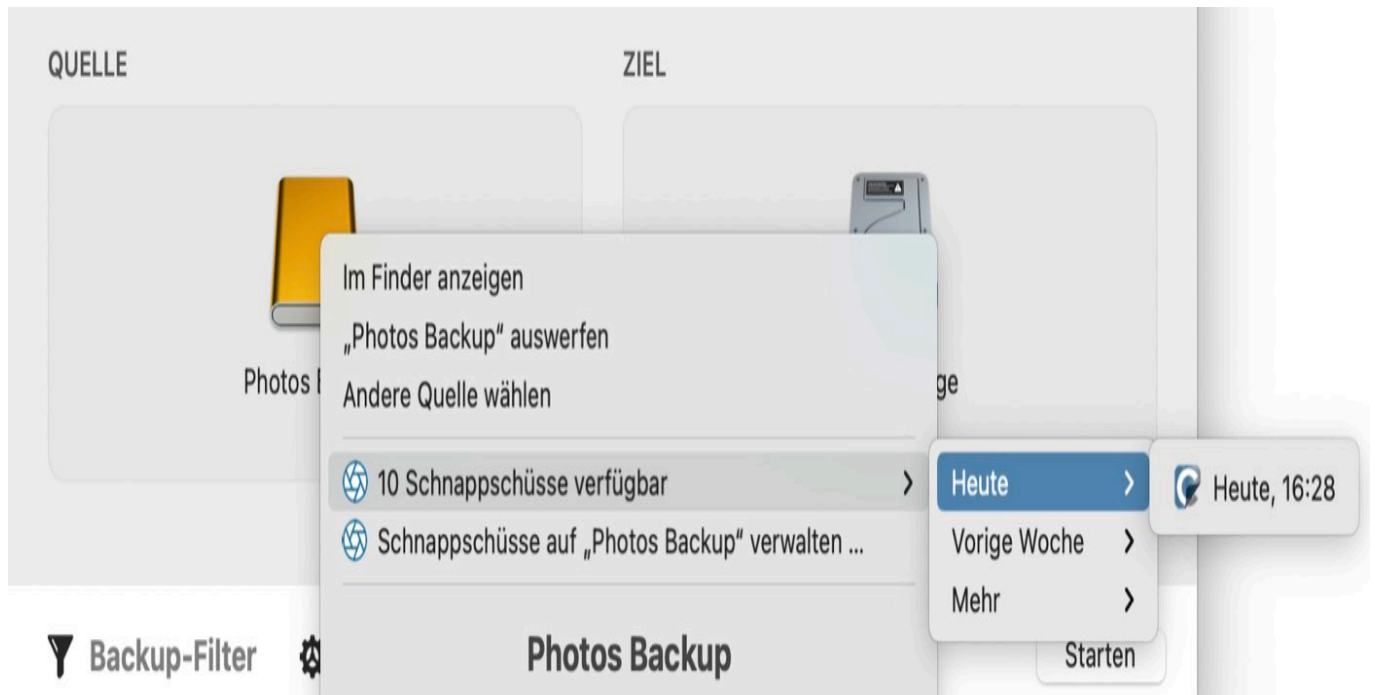 QUELLE
ZIEL
Im Finder anzeigen
„Photos Backup“ auswerfen
Photos
Andere Quelle wählen
ge
10 Schnappschüsse verfügbar
Heute
Heute, 16:28
Schnappschüsse auf „Photos Backup“ verwalten ...
Vorige Woche
Mehr
Backup-Filter
Photos Backup
Starten